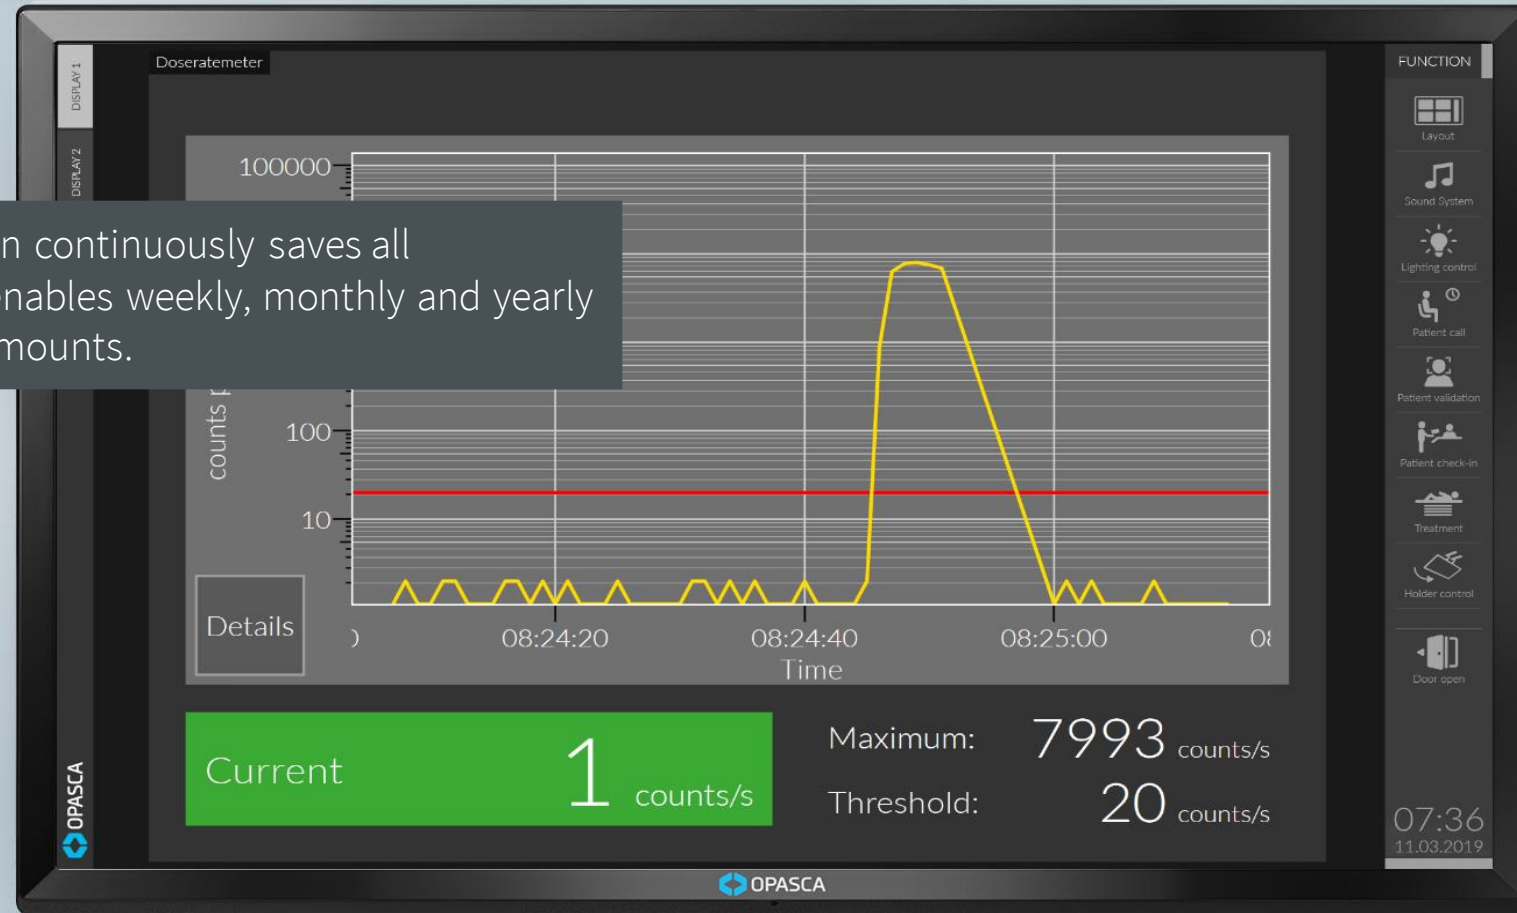 DISPLAY 1
DISPLAY 2
Doseratemeter
FUNCTION
Layout
Sound System
Lighting control
Patient call
Patient validation
Patient check-in
Treatment
Holder control
Door open
07:36
11.03.2019
continuously saves all
enables weekly, monthly and yearly
100000
counts
100
10
Details
08:24:20
08:24:40
08:25:00
Time
Current
1 counts/s
Maximum: 7993 counts/s
Threshold: 20 counts/s
OPASCA
OPASCA